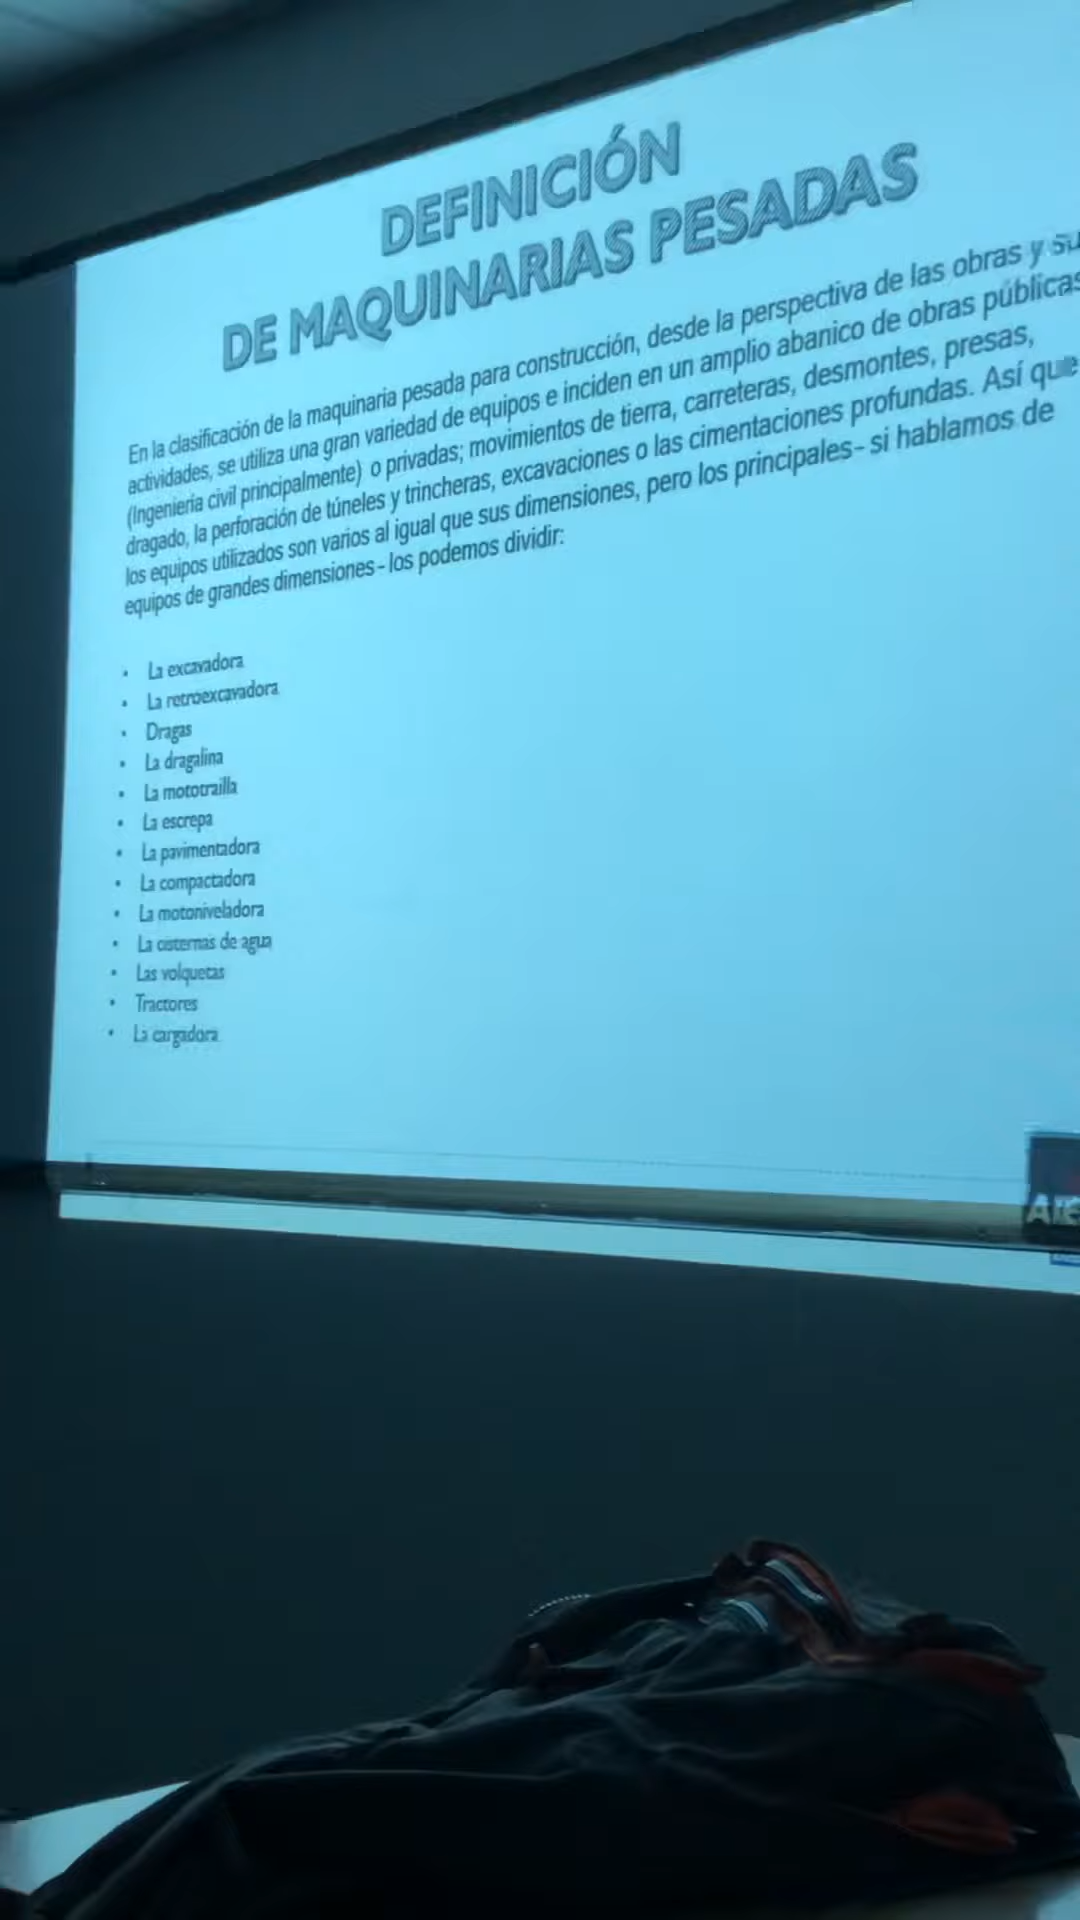 DEFINICIÓN
DE MAQUINARIAS PESADAS
En la clasificación de la maquinaria pesada para construcción, desde la perspectiva de las obras y su
actividades, se utiliza una gran variedad de equipos e inciden en un amplio abanico de obras públicas
(Ingeniería civil principalmente) o privadas; movimientos de tierra, carreteras, desmontes, presas,
dragado, la perforación de túneles y trincheras, excavaciones o las cimentaciones profundas. Así que
los equipos utilizados son varios al igual que sus dimensiones, pero los principales- si hablamos de
equipos de grandes dimensiones- los podemos dividir:
• La excavadora
• La retroexcavadora
• Dragas
• La dragalina
• La mototrailla
• La escrepa
• La pavimentadora
• La compactadora
• La motoniveladora
• La cisternas de agua
• Las volquetas
• Tractores
• La cargadora